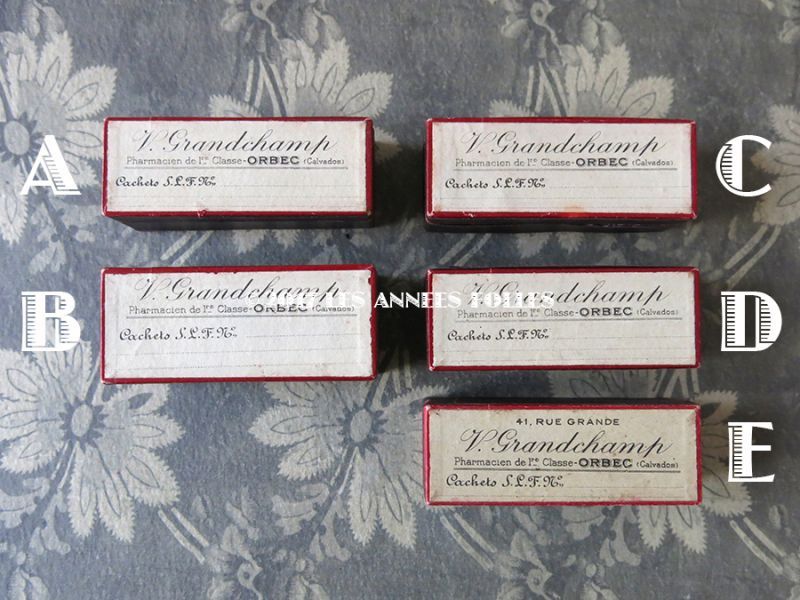 A
V. Grandchamp
Pharmacien de 1re Classe-ORBEC (Calvados)
Cachets S.L.F. No
C
V. Grandchamp
Pharmacien de 1re Classe-ORBEC (Calvados)
Cachets S.L.F. No
B
V. Grandchamp
Pharmacien de 1re Classe-ORBEC (Calvados)
Cachets S.L.F. No
D
V. Grandchamp
Pharmacien de 1re Classe-ORBEC (Calvados)
Cachets S.L.F. No
© 2017 LES ANNEES FOLLES
E
41, RUE GRANDE
V. Grandchamp
Pharmacien de 1re Classe-ORBEC (Calvados)
Cachets S.L.F. No